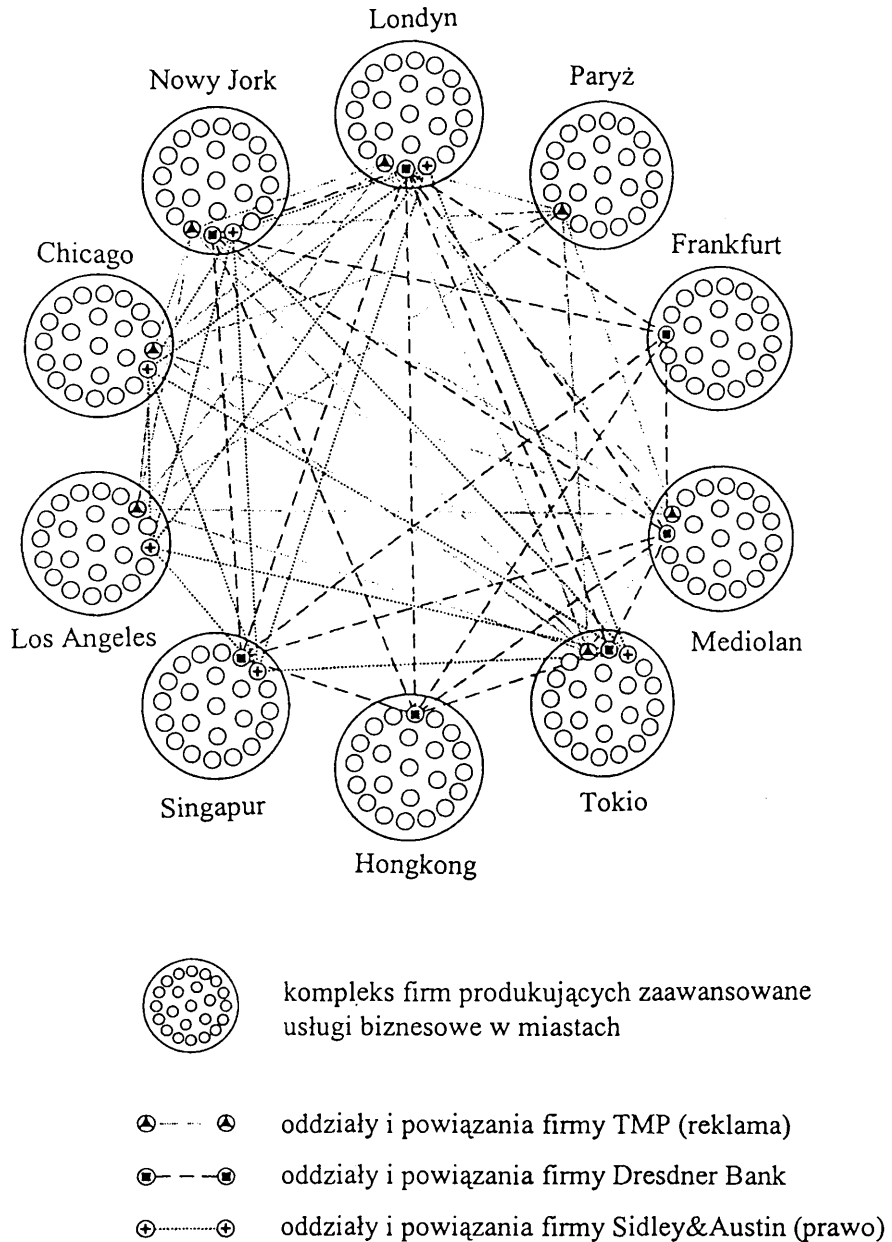 Londyn
Nowy Jork
Paryż
Chicago
Frankfurt
Los Angeles
Mediolan
Singapur
Tokio
Hongkong
kompleks firm produkujących zaawansowane
usługi biznesowe w miastach
oddziały i powiązania firmy TMP (reklama)
oddziały i powiązania firmy Dresdner Bank
oddziały i powiązania firmy Sidley&Austin (prawo)